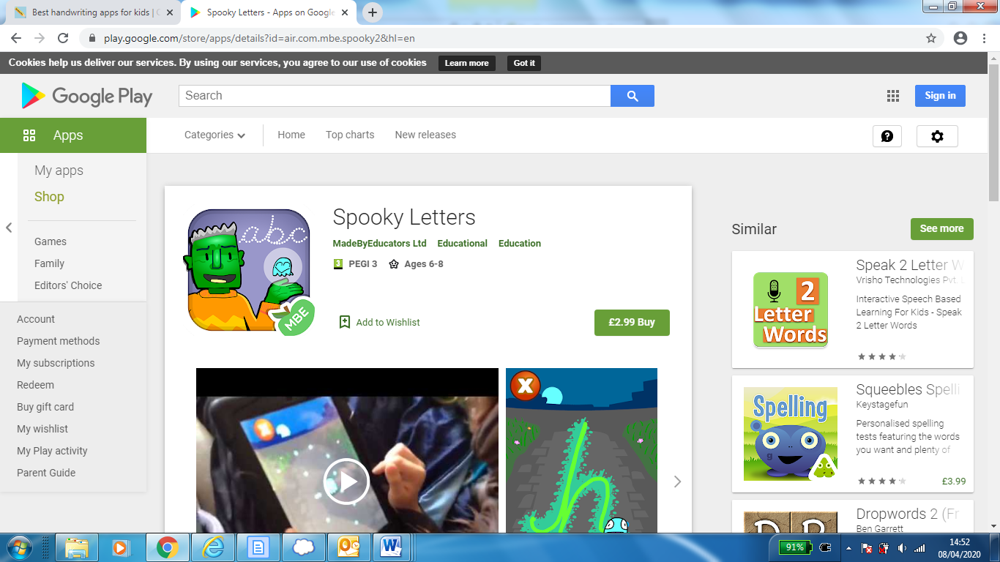 Best handwriting apps for kids |
Spooky Letters - Apps on Google
play.google.com/store/apps/details?id=air.com.mbe.spooky2&hl=en
Cookies help us deliver our services. By using our services, you agree to our use of cookies
Learn more
Got it
Google Play
Search
Sign in
Apps
Categories
Home
Top charts
New releases
My apps
Shop
Games
Family
Editors' Choice
Account
Payment methods
My subscriptions
Redeem
Buy gift card
My wishlist
My Play activity
Parent Guide
abc
MBE
Spooky Letters
MadeByEducators Ltd Educational Education
3 PEGI 3 Ages 6-8
Add to Wishlist
£2.99 Buy
X
h
Similar
See more
2
Letter
Words
Speak 2 Letter W
Vrisho Technologies Pvt. L
Interactive Speech Based
Learning For Kids - Speak
2 Letter Words
Spelling
Squeebles Spelli
Keystagefun
Personalised spelling
tests featuring the words
you want and plenty of
£3.99
Dropwords 2 (Fr
Ben Garrett
91%
14:52
08/04/2020